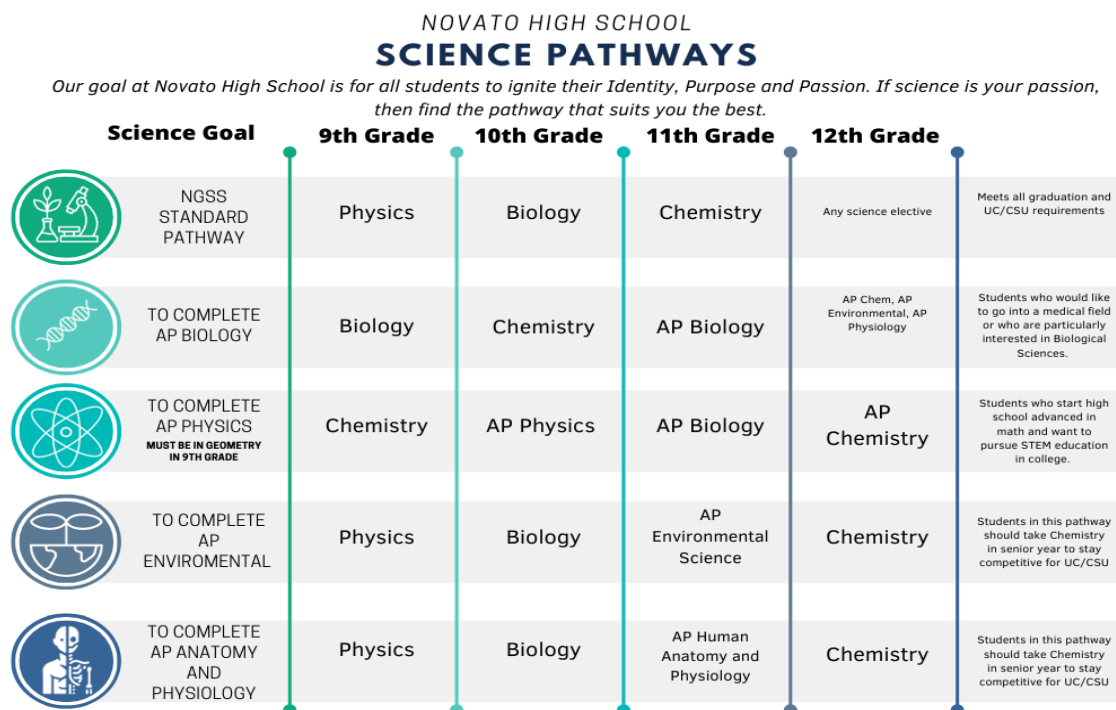 NOVATO HIGH SCHOOL
SCIENCE PATHWAYS
Our goal at Novato High School is for all students to ignite their Identity, Purpose and Passion. If science is your passion,
then find the pathway that suits you the best.
Science Goal
9th Grade
10th Grade
11th Grade
12th Grade
NGSS
STANDARD
PATHWAY
Physics
Biology
Chemistry
Any science elective
Meets all graduation and
UC/CSU requirements
TO COMPLETE
AP BIOLOGY
Biology
Chemistry
AP Biology
AP Chem, AP
Environmental, AP
Physiology
Students who would like
to go into a medical field
or who are particularly
interested in Biological
Sciences.
TO COMPLETE
AP PHYSICS
MUST BE IN GEOMETRY
IN 9TH GRADE
Chemistry
AP Physics
AP Biology
AP
Chemistry
Students who start high
school advanced in
math and want to
pursue STEM education
in college.
TO COMPLETE
AP
ENVIROMENTAL
Physics
Biology
AP
Environmental
Science
Chemistry
Students in this pathway
should take Chemistry
in senior year to stay
competitive for UC/CSU
TO COMPLETE
AP ANATOMY
AND
PHYSIOLOGY
Physics
Biology
AP Human
Anatomy and
Physiology
Chemistry
Students in this pathway
should take Chemistry
in senior year to stay
competitive for UC/CSU